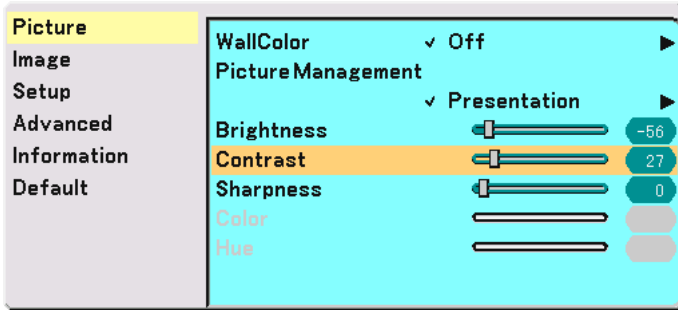 Picture
Image
Setup
Advanced
Information
Default
WallColor ✓ Off
Picture Management
✓ Presentation
Brightness -56
Contrast 27
Sharpness 0
Color
Hue